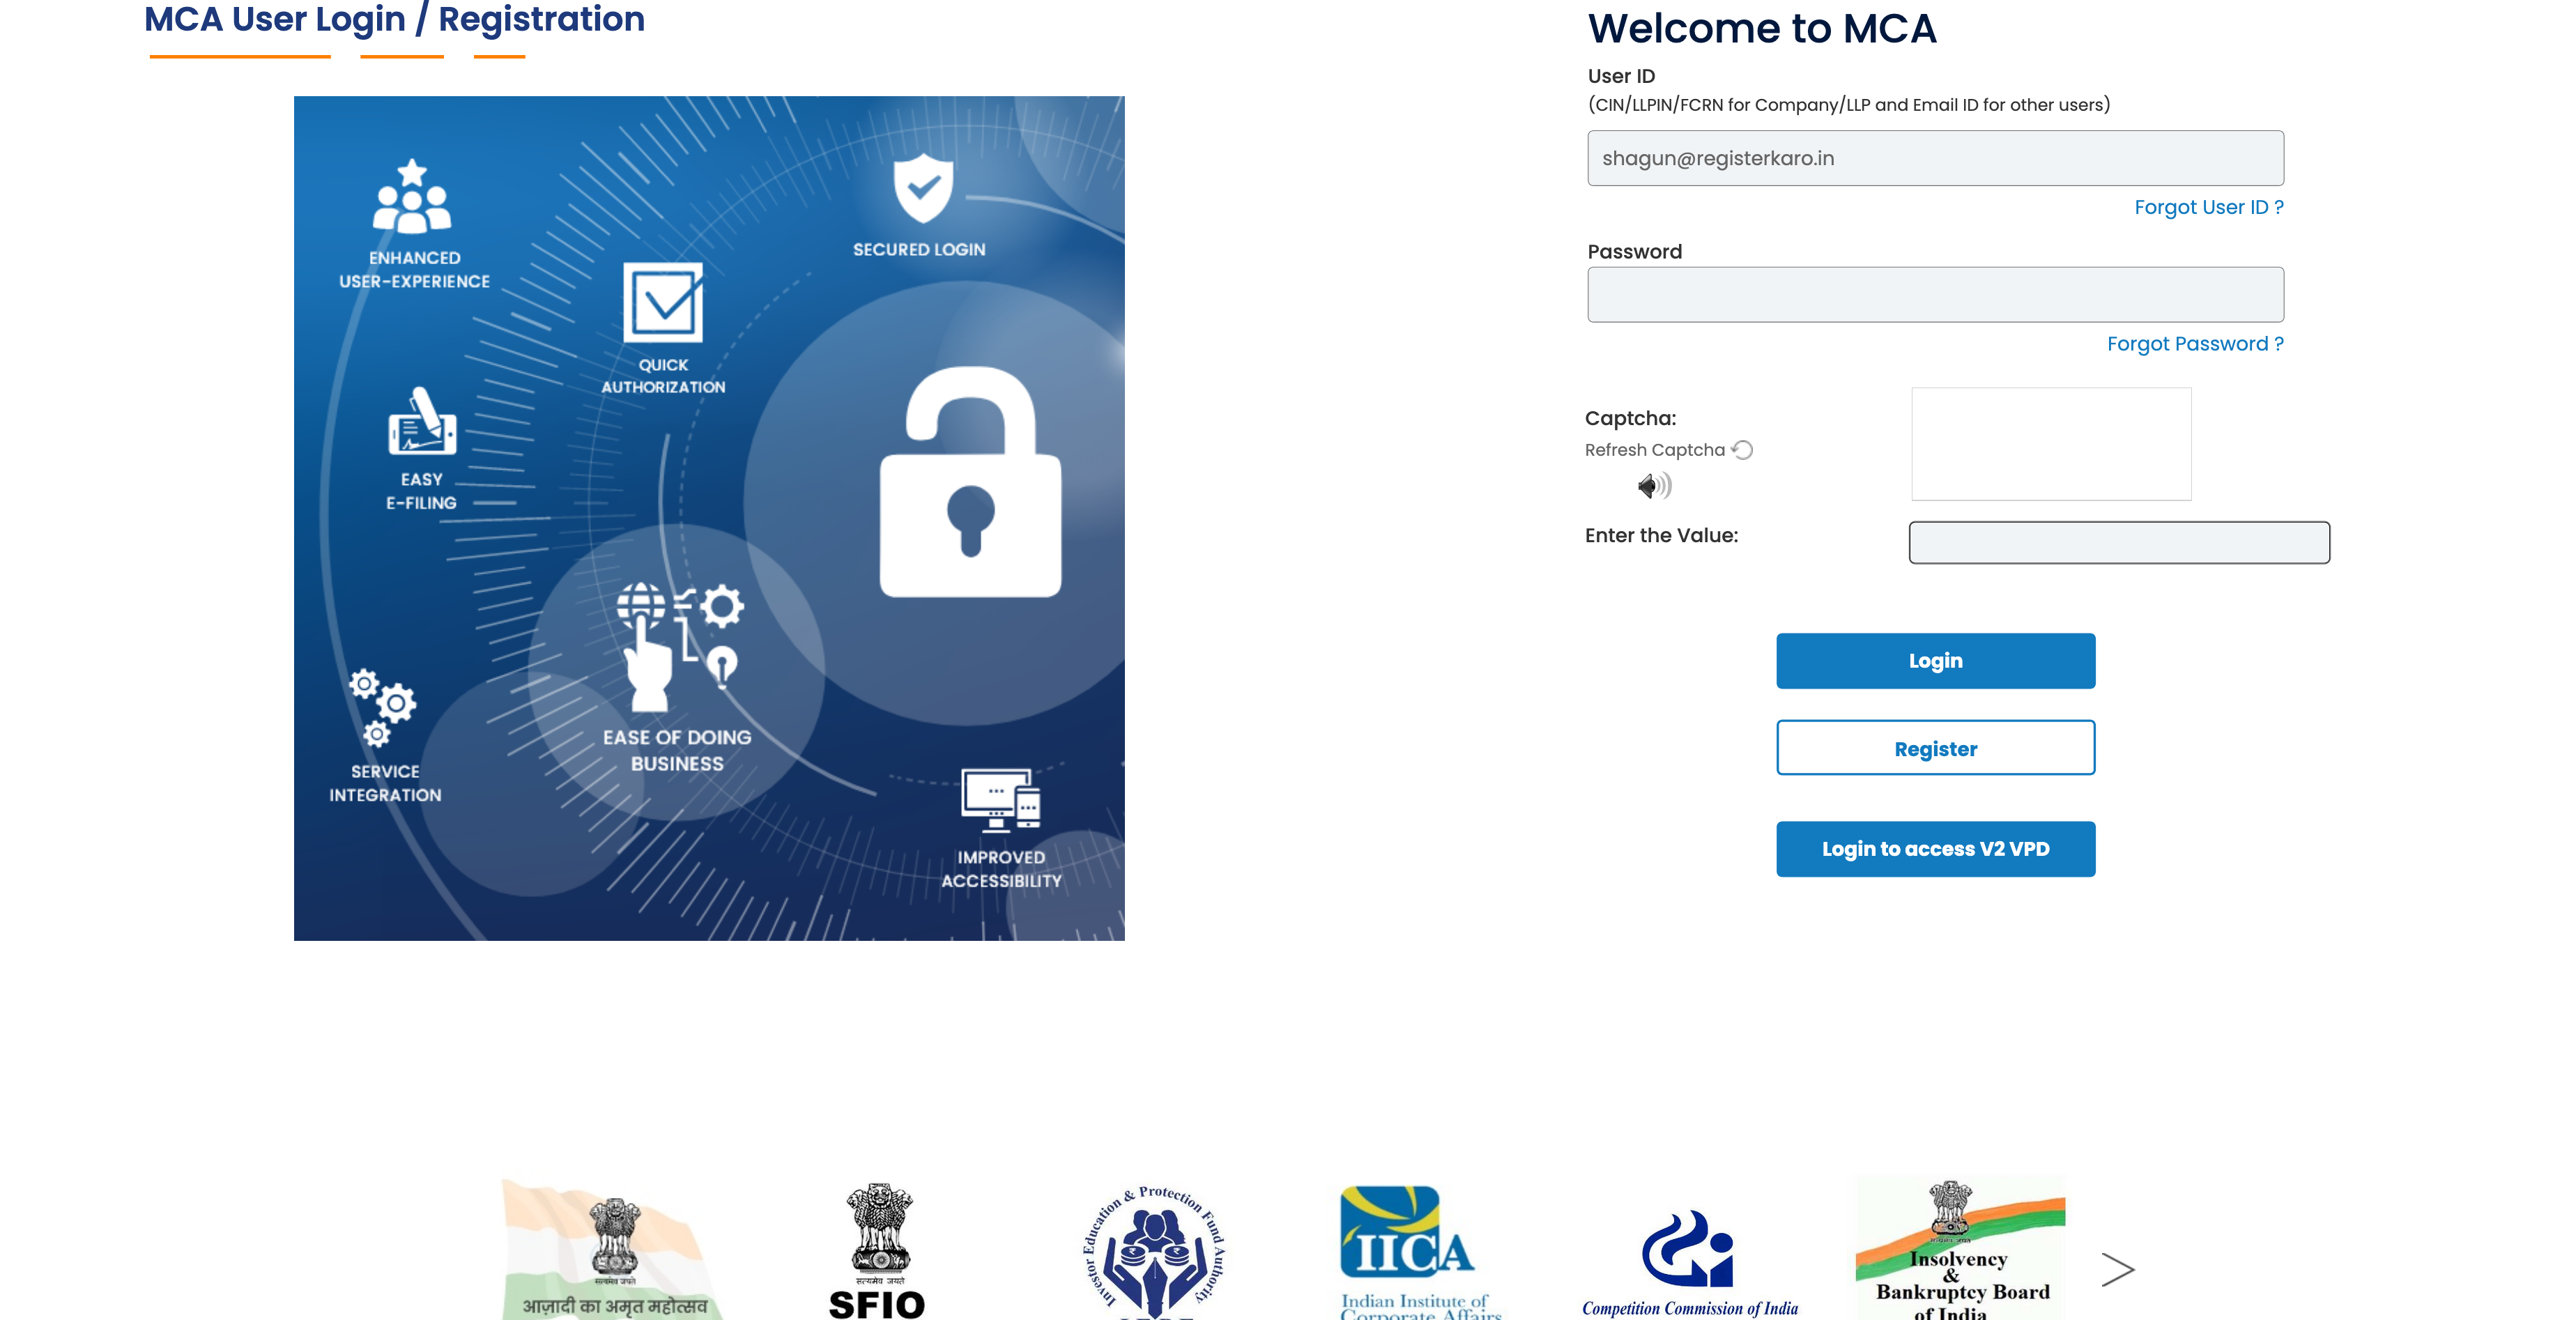 MCA User Login / Registration
ENHANCED
USER-EXPERIENCE
SECURED LOGIN
QUICK
AUTHORIZATION
EASY
E-FILING
EASE OF DOING
BUSINESS
SERVICE
INTEGRATION
IMPROVED
ACCESSIBILITY
Welcome to MCA
User ID
(CIN/LLPIN/FCRN for Company/LLP and Email ID for other users)
shagun@registerkaro.in
Forgot User ID ?
Password
Forgot Password ?
Captcha:
Refresh Captcha
Enter the Value:
Login
Register
Login to access V2 VPD
सत्यमेव जयते
आज़ादी का अमृत महोत्सव
सत्यमेव जयते
SFIO
Investor Education & Protection Fund Authority
IICA
Indian Institute of
Corporate Affairs
Competition Commission of India
सत्यमेव जयते
Insolvency
&
Bankruptcy Board
of India
>